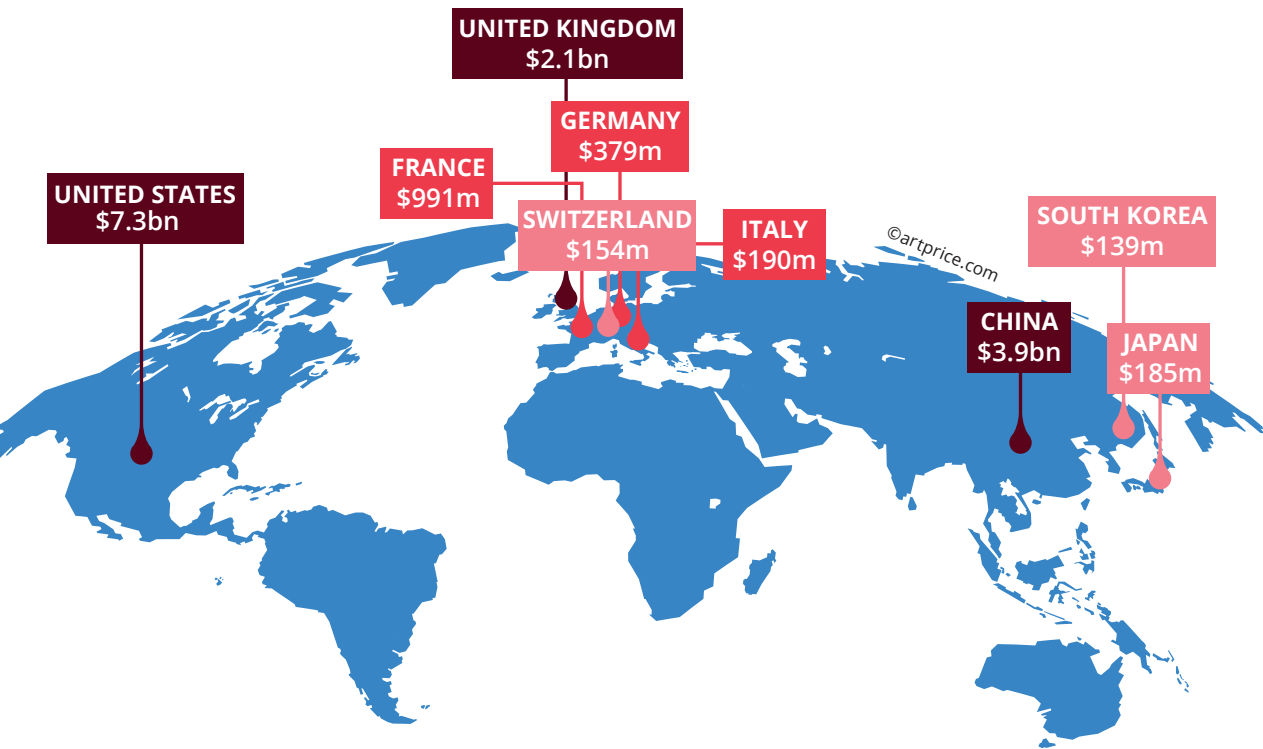 UNITED KINGDOM
$2.1bn
GERMANY
$379m
FRANCE
$991m
UNITED STATES
$7.3bn
SWITZERLAND
$154m
ITALY
$190m
©artprice.com
SOUTH KOREA
$139m
CHINA
$3.9bn
JAPAN
$185m